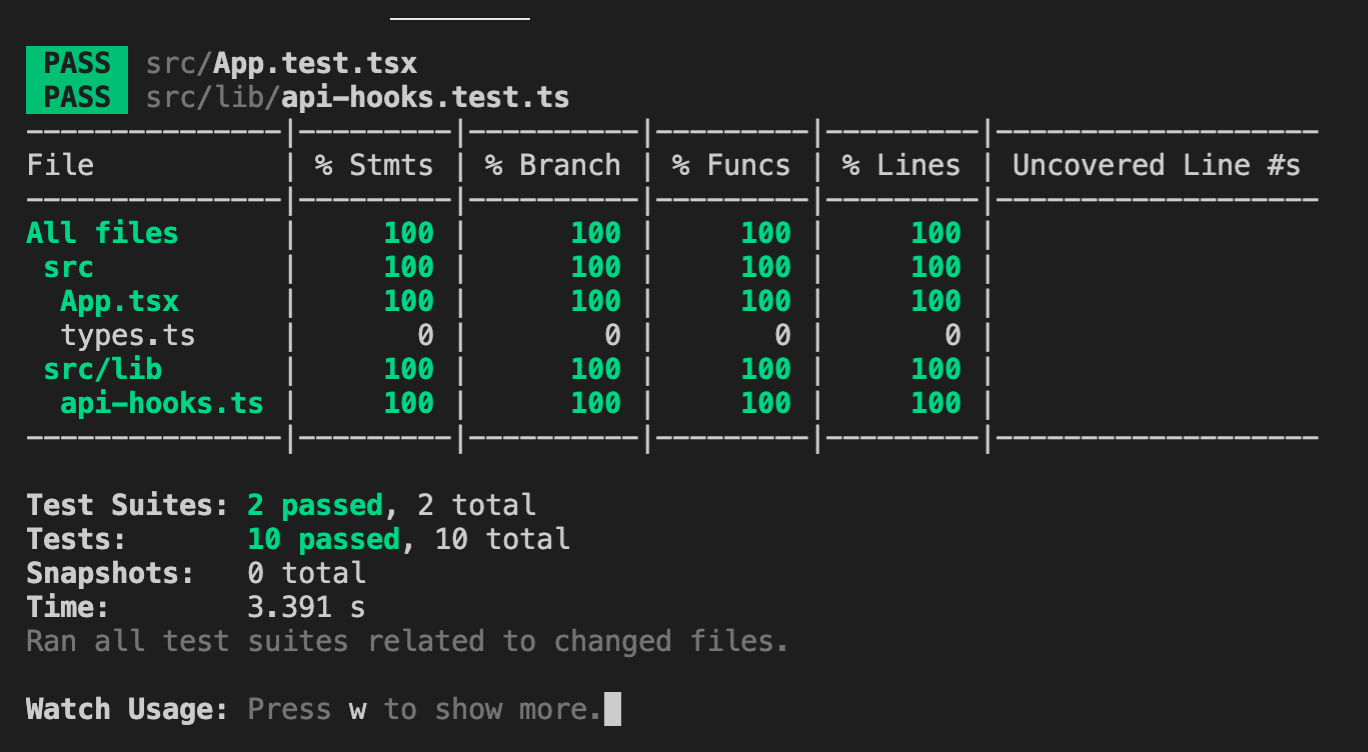 PASS src/App.test.tsx
PASS src/lib/api-hooks.test.ts
---------------|---------|----------|---------|---------|-------------------
File           | % Stmts | % Branch | % Funcs | % Lines | Uncovered Line #s
---------------|---------|----------|---------|---------|-------------------
All files      |     100 |      100 |     100 |     100 |
 src           |     100 |      100 |     100 |     100 |
  App.tsx      |     100 |      100 |     100 |     100 |
  types.ts     |       0 |        0 |       0 |       0 |
 src/lib       |     100 |      100 |     100 |     100 |
  api-hooks.ts |     100 |      100 |     100 |     100 |
---------------|---------|----------|---------|---------|-------------------
Test Suites: 2 passed, 2 total
Tests:       10 passed, 10 total
Snapshots:   0 total
Time:        3.391 s
Ran all test suites related to changed files.
Watch Usage: Press w to show more.